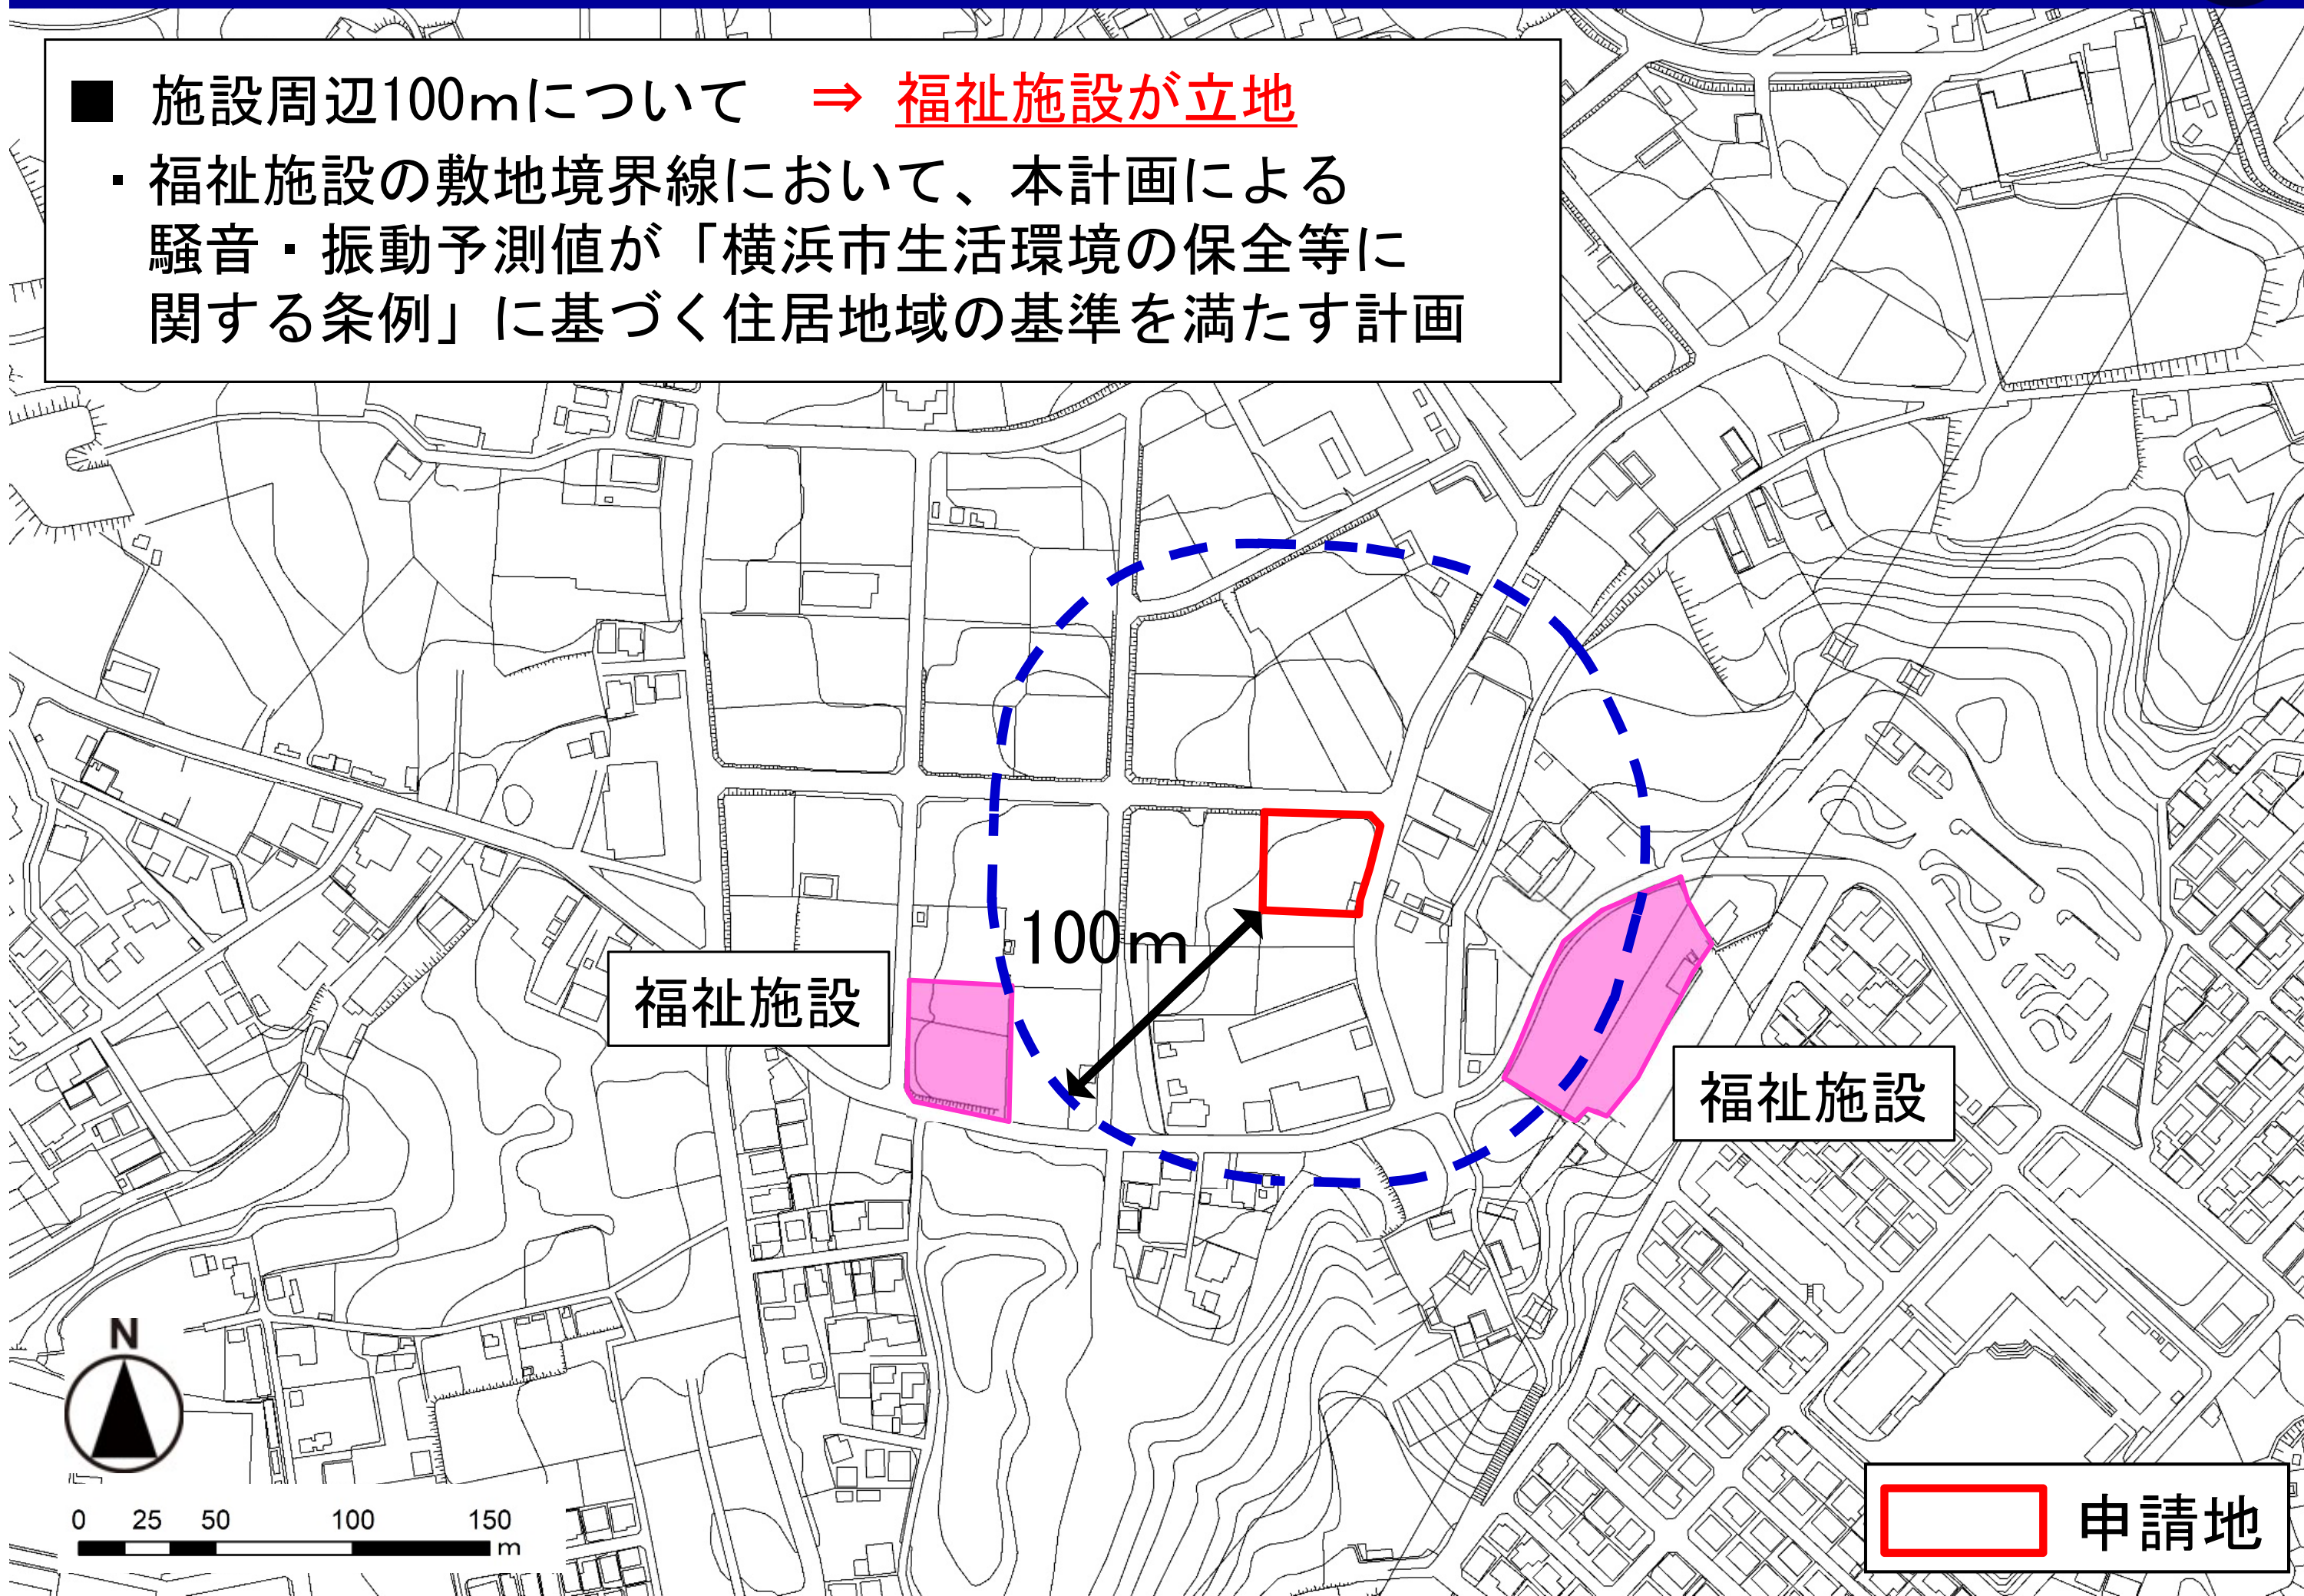 ■ 施設周辺100mについて ⇒ 福祉施設が立地
・福祉施設の敷地境界線において、本計画による
騒音・振動予測値が「横浜市生活環境の保全等に
関する条例」に基づく住居地域の基準を満たす計画
100m
福祉施設
福祉施設
N
0 25 50 100 150
m
申請地